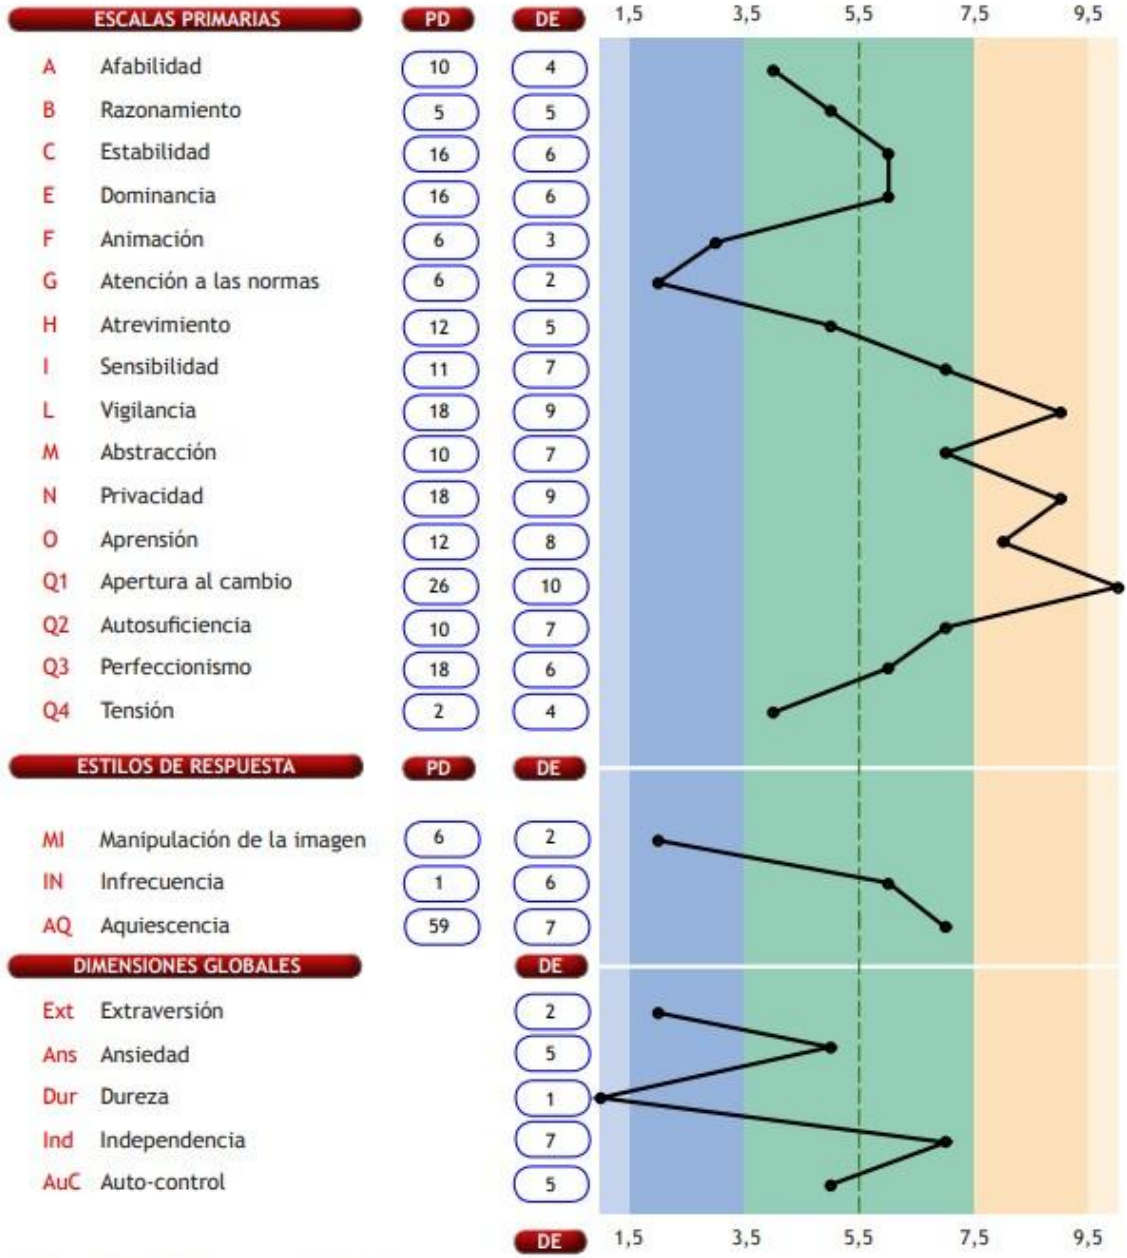 ESCALAS PRIMARIAS PD DE 1,5 3,5 5,5 7,5 9,5
A Afabilidad 10 4
B Razonamiento 5 5
C Estabilidad 16 6
E Dominancia 16 6
F Animación 6 3
G Atención a las normas 6 2
H Atrevimiento 12 5
I Sensibilidad 11 7
L Vigilancia 18 9
M Abstracción 10 7
N Privacidad 18 9
O Aprensión 12 8
Q1 Apertura al cambio 26 10
Q2 Autosuficiencia 10 7
Q3 Perfeccionismo 18 6
Q4 Tensión 2 4
ESTILOS DE RESPUESTA PD DE
MI Manipulación de la imagen 6 2
IN Infrecuencia 1 6
AQ Aquiescencia 59 7
DIMENSIONES GLOBALES DE
Ext Extraversión 2
Ans Ansiedad 5
Dur Dureza 1
Ind Independencia 7
AuC Auto-control 5
DE 1,5 3,5 5,5 7,5 9,5